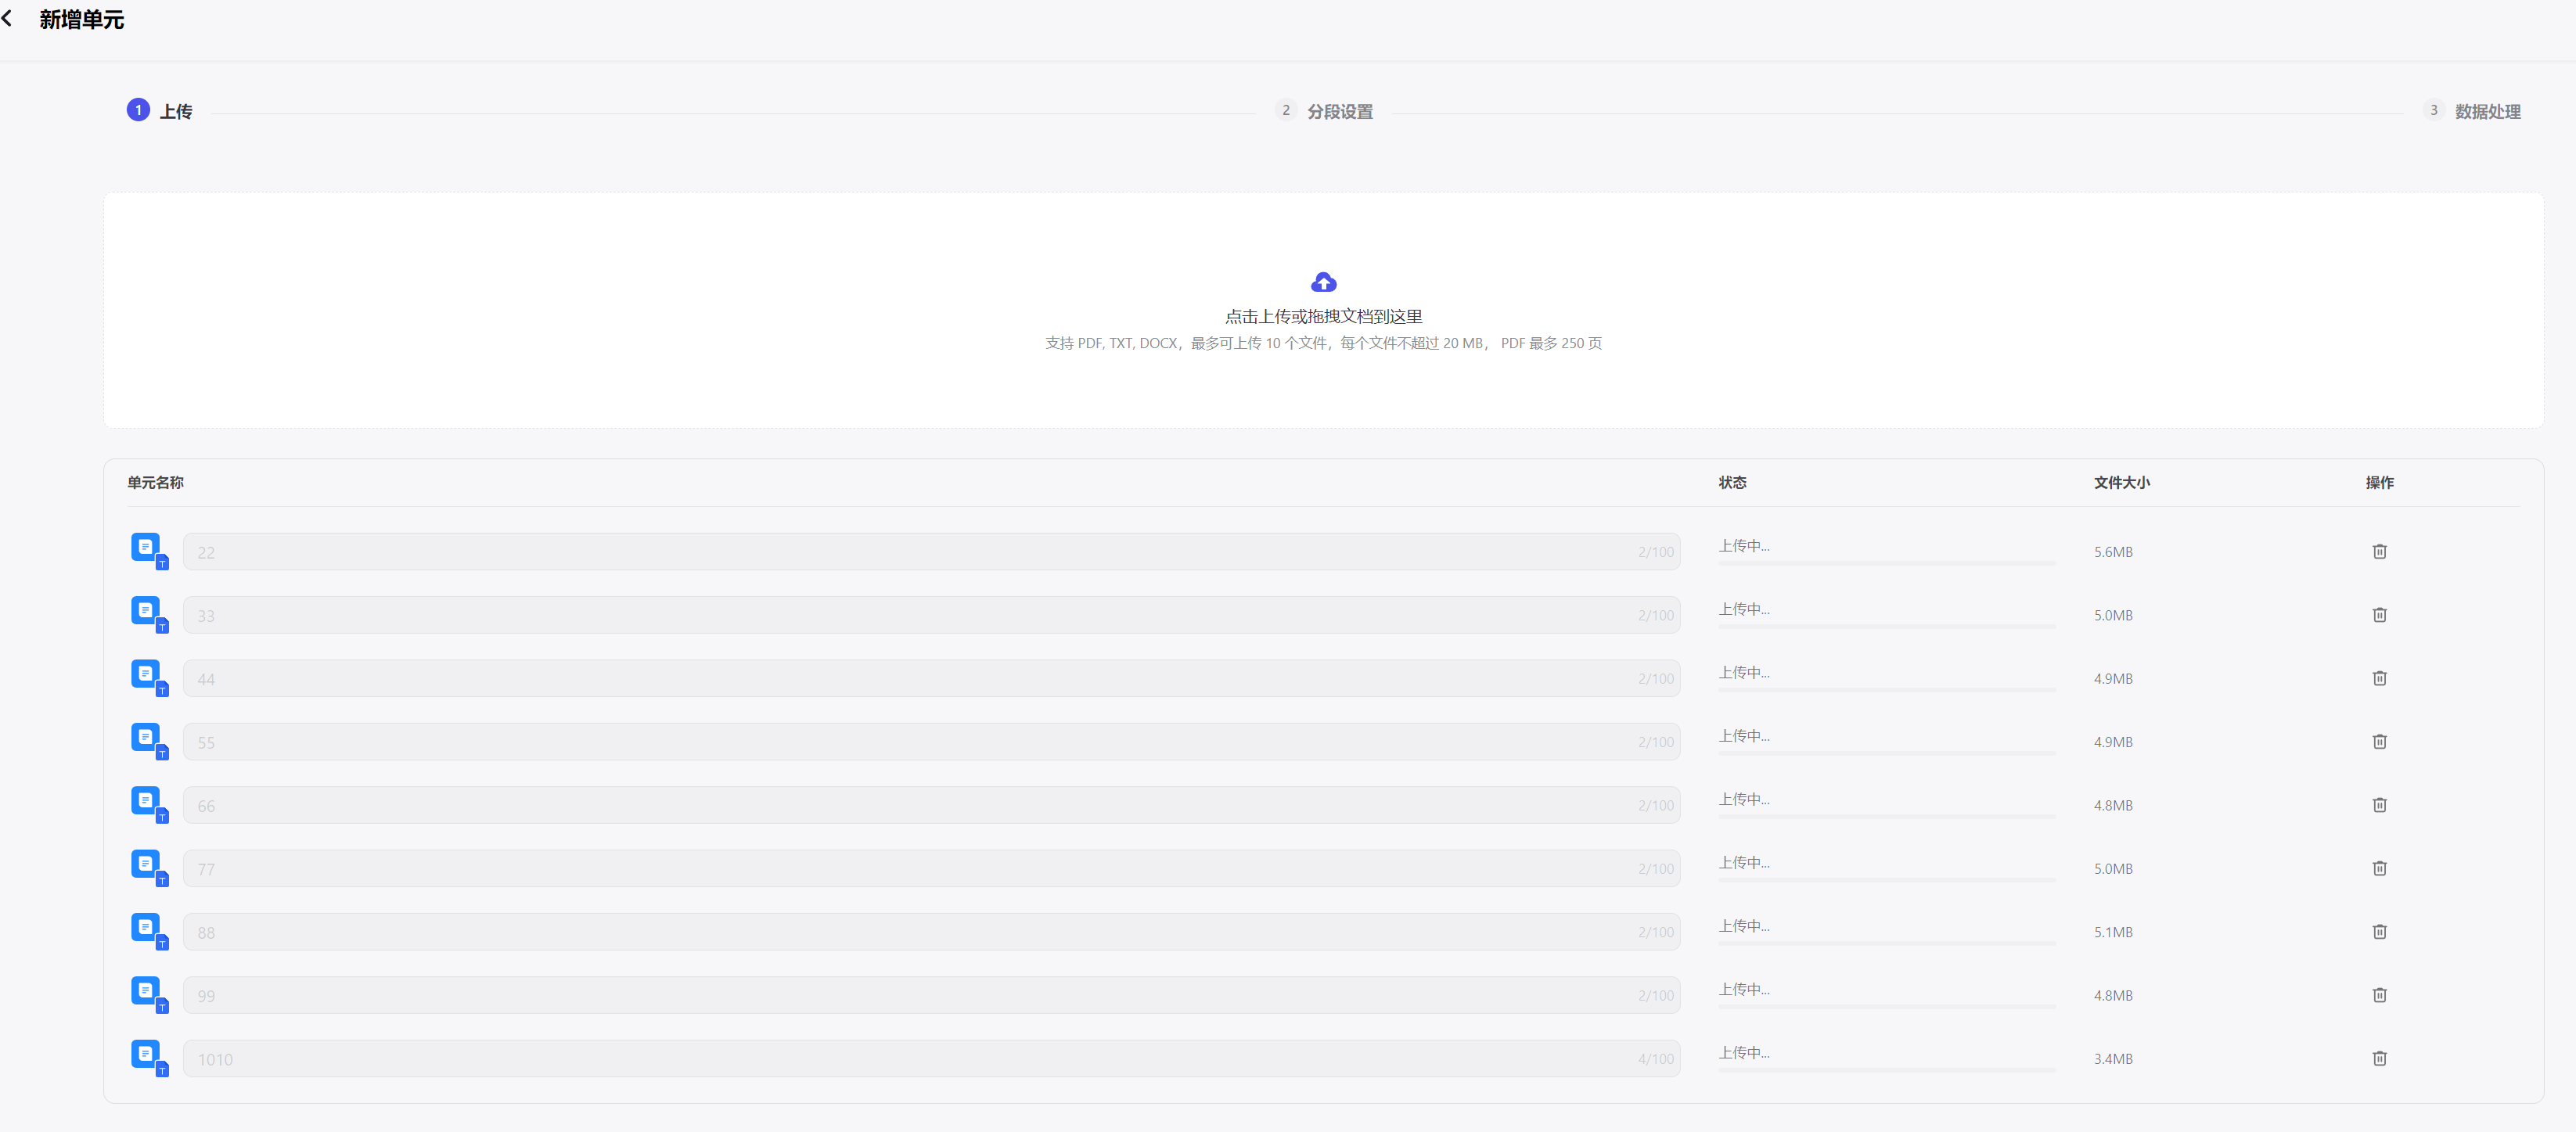 新增单元
1 上传
2 分段设置
3 数据处理
点击上传或拖拽文档到这里
支持 PDF, TXT, DOCX，最多可上传 10 个文件，每个文件不超过 20 MB， PDF 最多 250 页
单元名称 状态 文件大小 操作
T 22 2/100 上传中... 5.6MB
T 33 2/100 上传中... 5.0MB
T 44 2/100 上传中... 4.9MB
T 55 2/100 上传中... 4.9MB
T 66 2/100 上传中... 4.8MB
T 77 2/100 上传中... 5.0MB
T 88 2/100 上传中... 5.1MB
T 99 2/100 上传中... 4.8MB
T 1010 4/100 上传中... 3.4MB